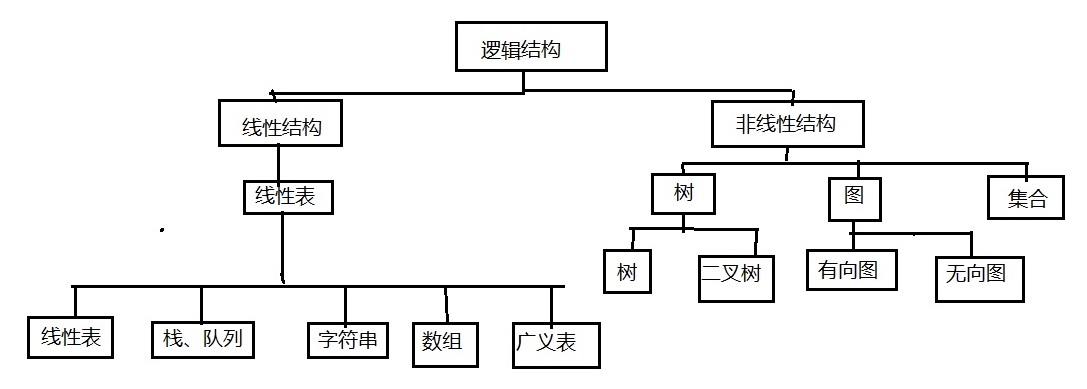 逻辑结构
线性结构
非线性结构
线性表
树
图
集合
树
二叉树
有向图
无向图
线性表
栈、队列
字符串
数组
广义表